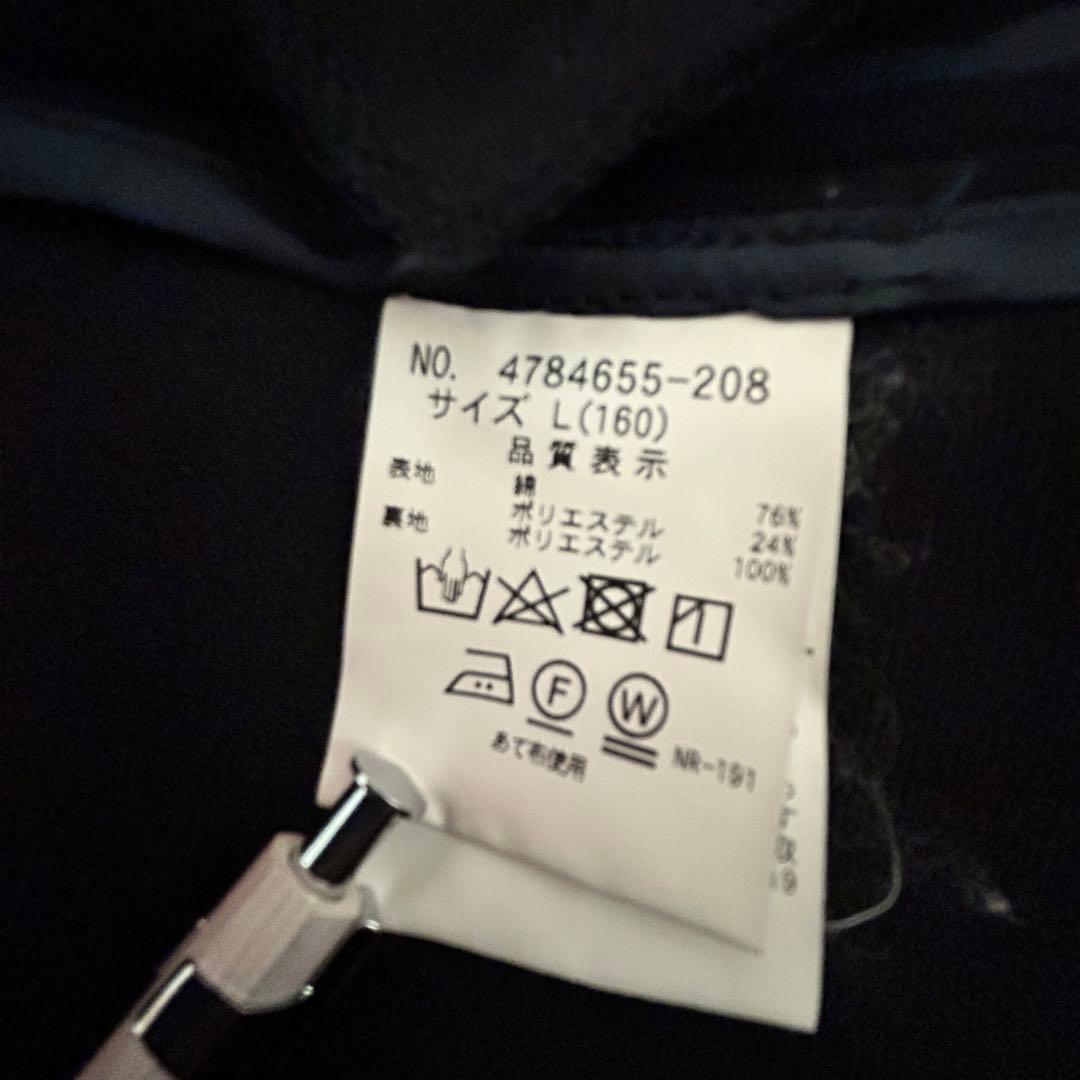 NO. 4784655-208
サイズ L(160)
品質表示
表地 綿 76%
ポリエステル 24%
裏地 ポリエステル 100%
F W
あて布使用 NR-191